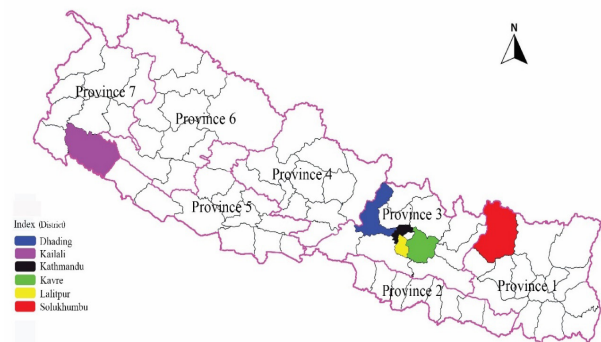 N
Province 7
Province 6
Province 4
Province 5
Province 3
Province 2
Province 1
Index (District)
Dhading
Kailali
Kathmandu
Kavre
Lalitpur
Solukhumbu